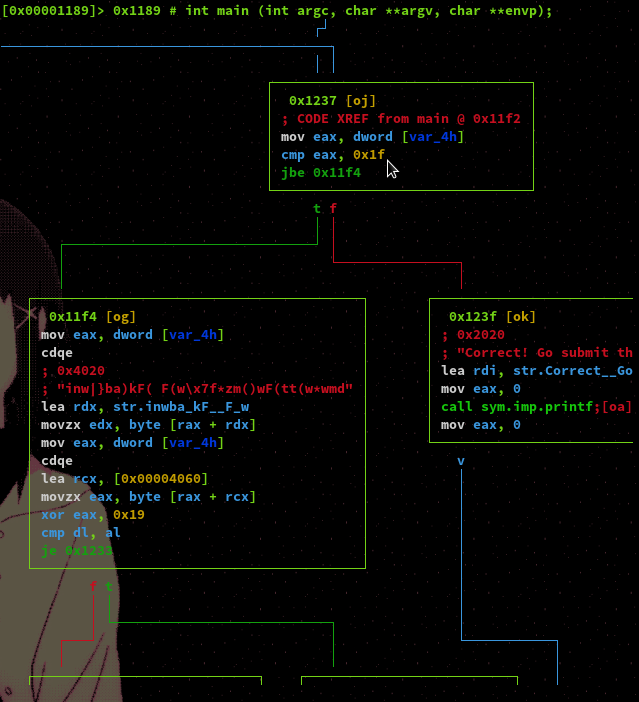 [0x00001189]> 0x1189 # int main (int argc, char **argv, char **envp);
0x1237 [oj]
; CODE XREF from main @ 0x11f2
mov eax, dword [var_4h]
cmp eax, 0x1f
jbe 0x11f4
t f
0x11f4 [og]
mov eax, dword [var_4h]
cdqe
; 0x4020
; "inw|}ba)kF( F(w\x7f*zm()wF(tt(w*wmd"
lea rdx, str.inwba_kF__F_w
movzx edx, byte [rax + rdx]
mov eax, dword [var_4h]
cdqe
lea rcx, [0x00004060]
movzx eax, byte [rax + rcx]
xor eax, 0x19
cmp dl, al
je 0x1233
f t
0x123f [ok]
; 0x2020
; "Correct! Go submit th
lea rdi, str.Correct__Go
mov eax, 0
call sym.imp.printf;[oa]
mov eax, 0
v